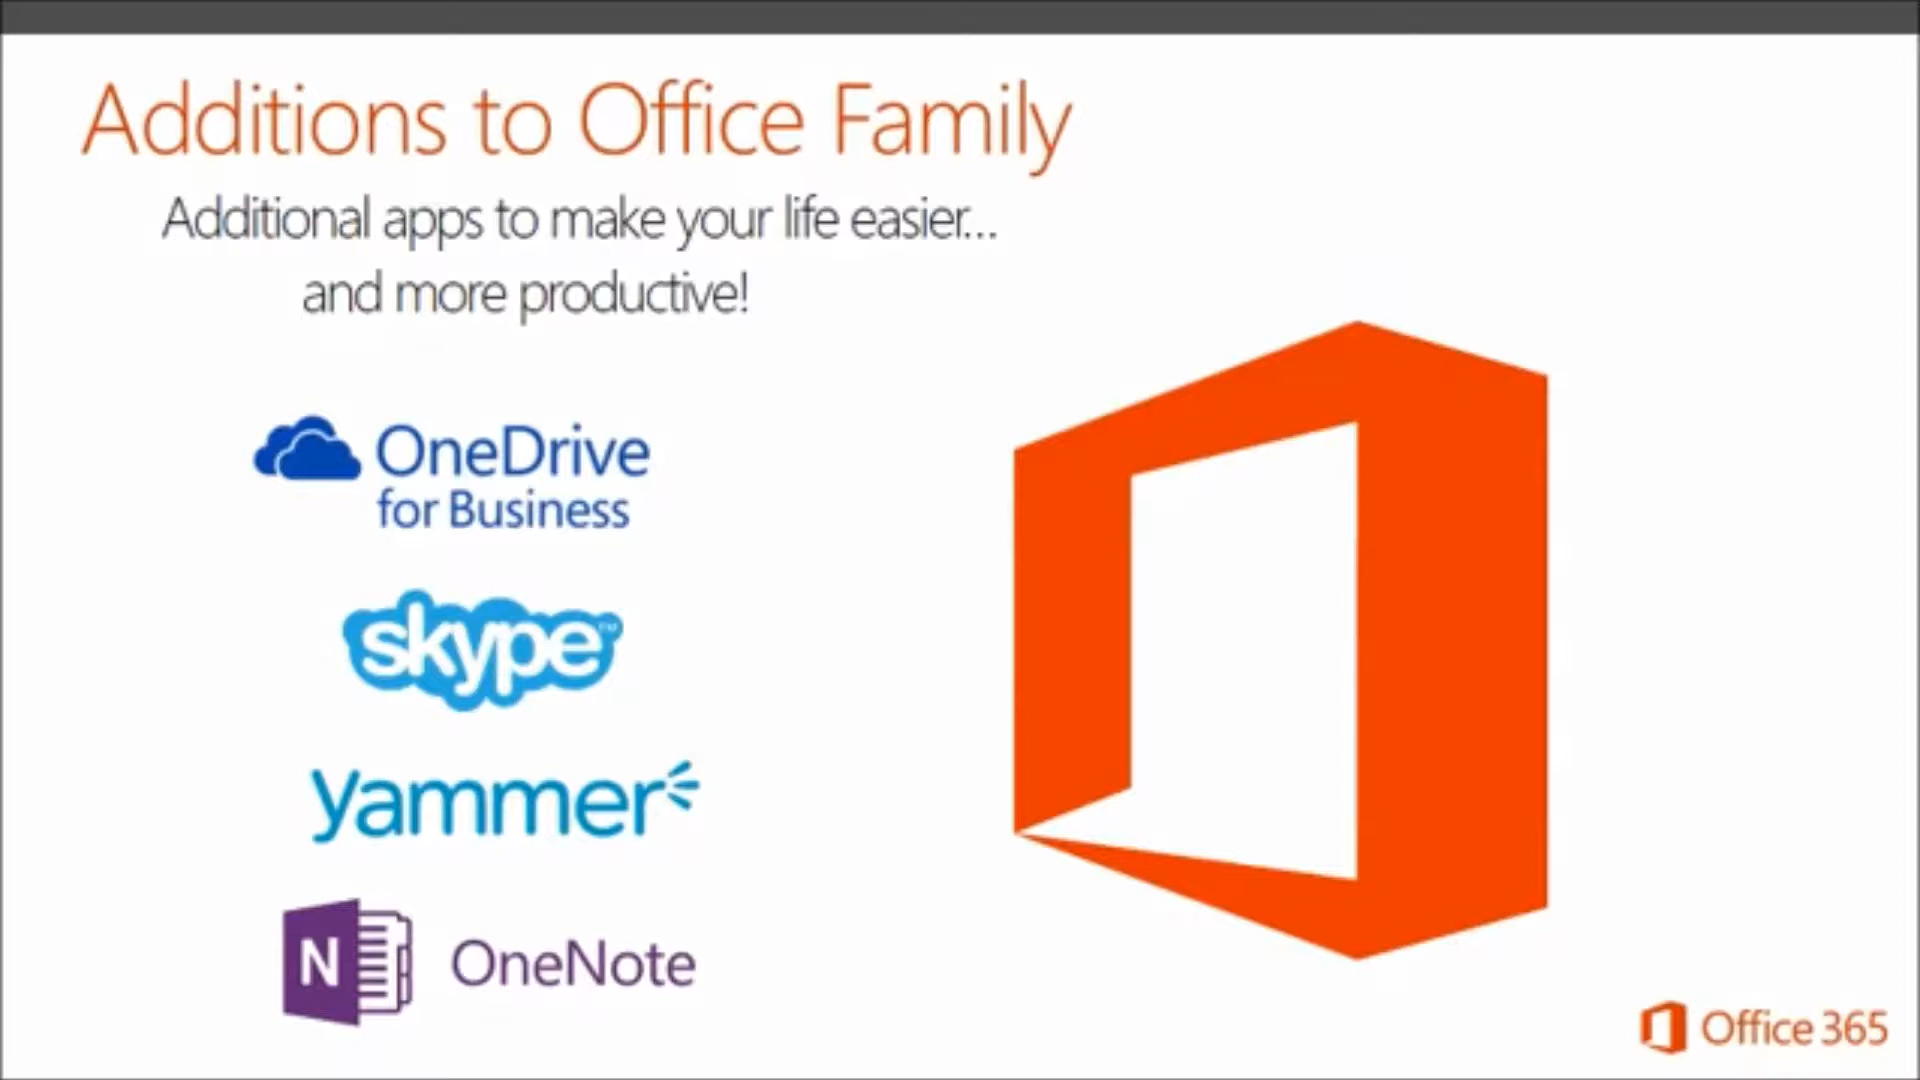 Additions to Office Family
Additional apps to make your life easier...
and more productive!
OneDrive
for Business
skype™
yammer
N OneNote
Office 365